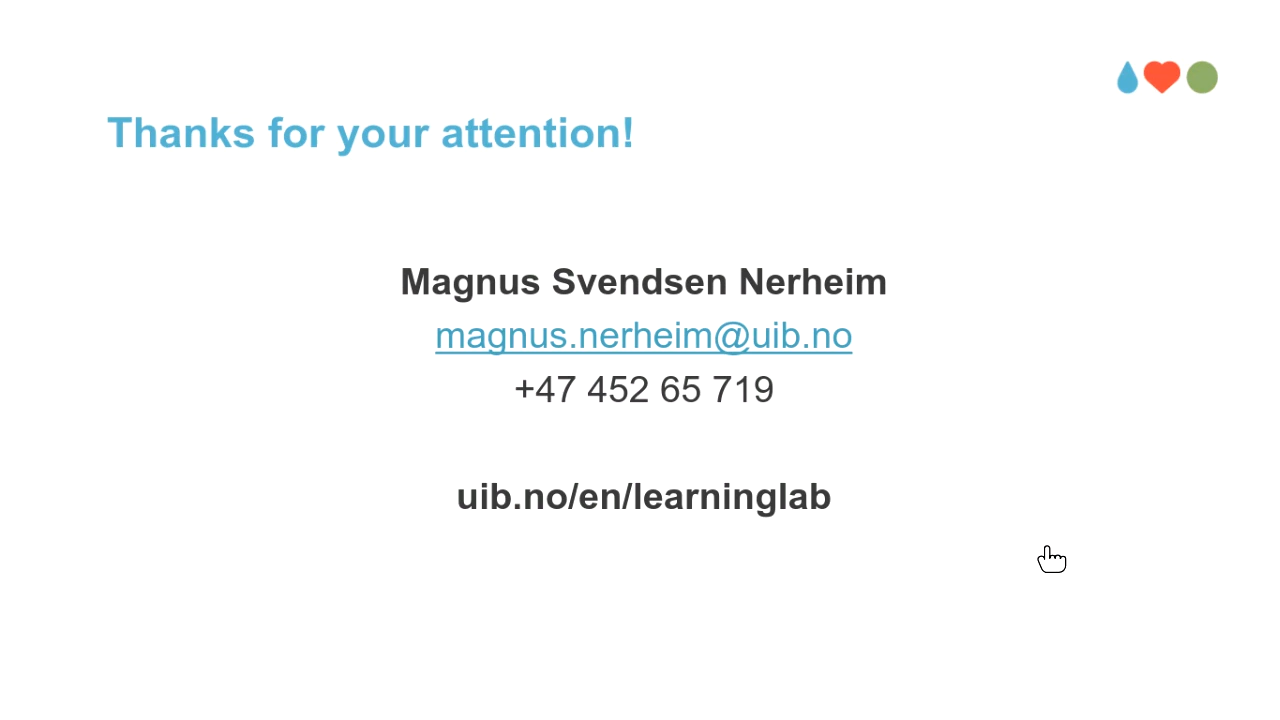 Thanks for your attention!
Magnus Svendsen Nerheim
magnus.nerheim@uib.no
+47 452 65 719
uib.no/en/learninglab